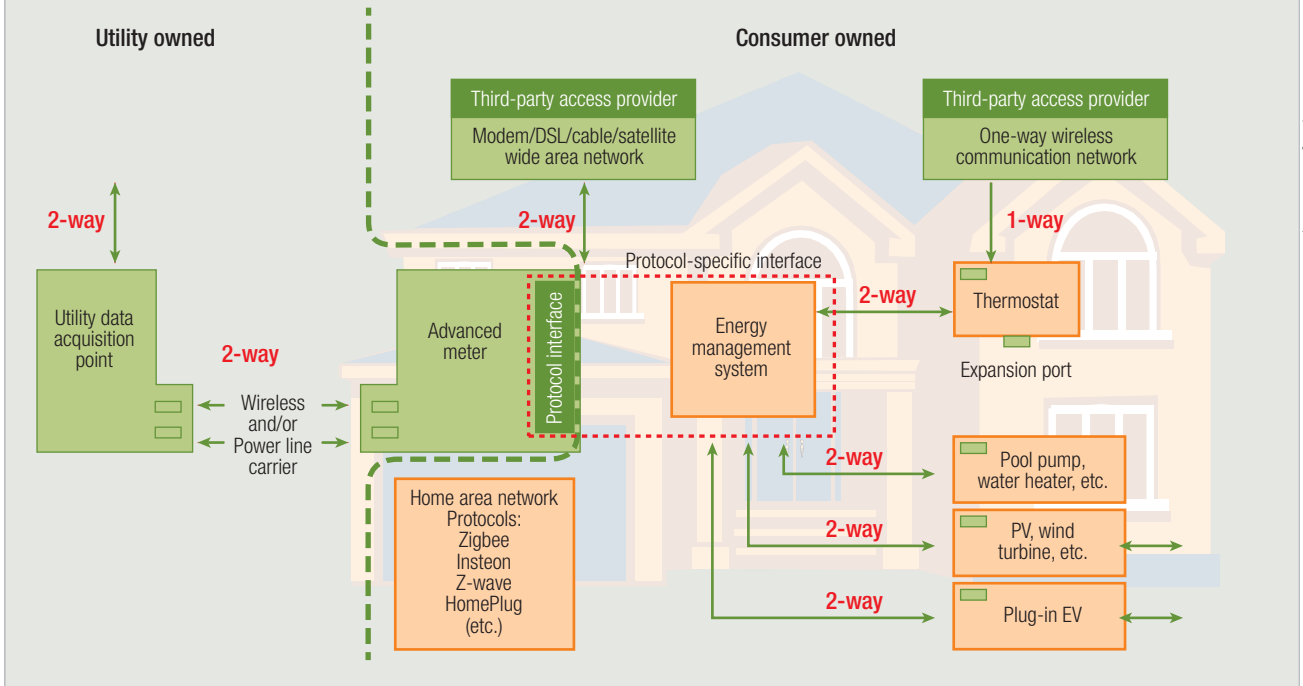 Utility owned
Consumer owned
Third-party access provider
Modem/DSL/cable/satellite
wide area network
Third-party access provider
One-way wireless
communication network
2-way
2-way
1-way
Protocol-specific interface
Utility data
acquisition
point
2-way
Wireless
and/or
Power line
carrier
Advanced
meter
Protocol interface
Energy
management
system
2-way
Thermostat
Expansion port
Home area network
Protocols:
Zigbee
Insteon
Z-wave
HomePlug
(etc.)
2-way
Pool pump,
water heater, etc.
2-way
PV, wind
turbine, etc.
2-way
Plug-in EV